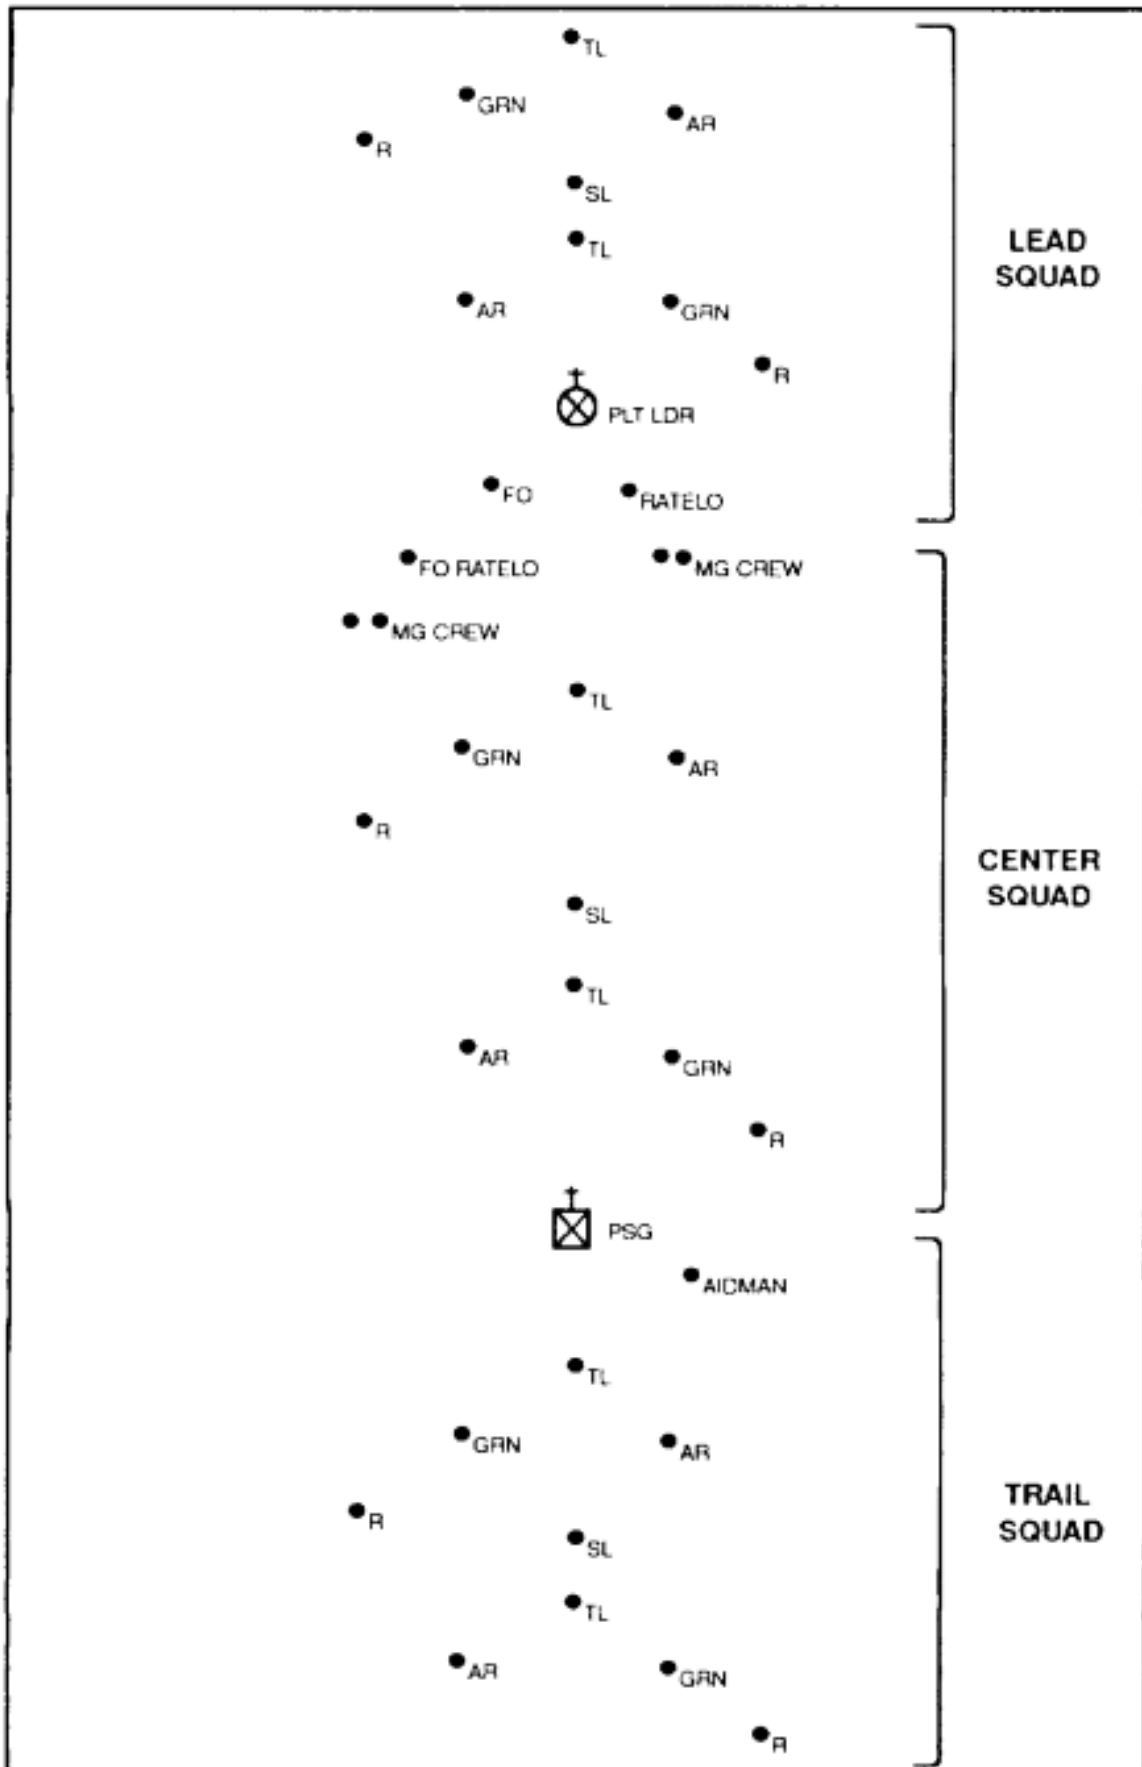 TL
GRN
AR
R
SL
TL
AR
GRN
R
PLT LDR
FO
RATELO
FO RATELO
MG CREW
MG CREW
TL
GRN
AR
R
SL
TL
AR
GRN
R
PSG
AIDMAN
TL
GRN
AR
R
SL
TL
AR
GRN
R
LEAD
SQUAD
CENTER
SQUAD
TRAIL
SQUAD